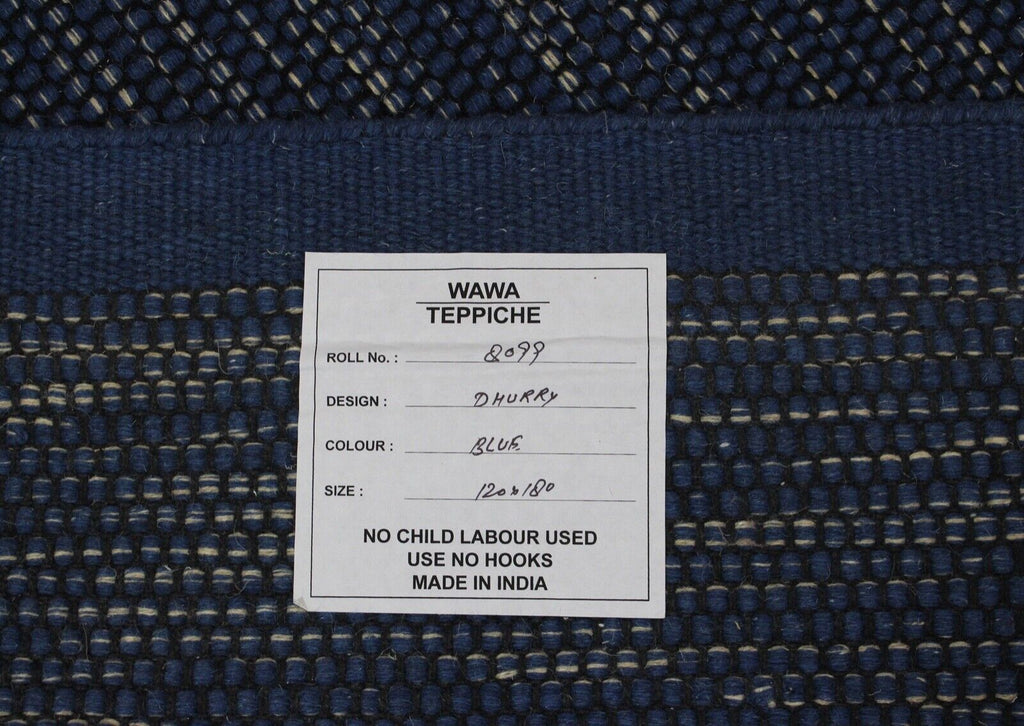 WAWA
TEPPICHE
ROLL No. : 8099
DESIGN : DHURRY
COLOUR : BLUE
SIZE : 120x180
NO CHILD LABOUR USED
USE NO HOOKS
MADE IN INDIA